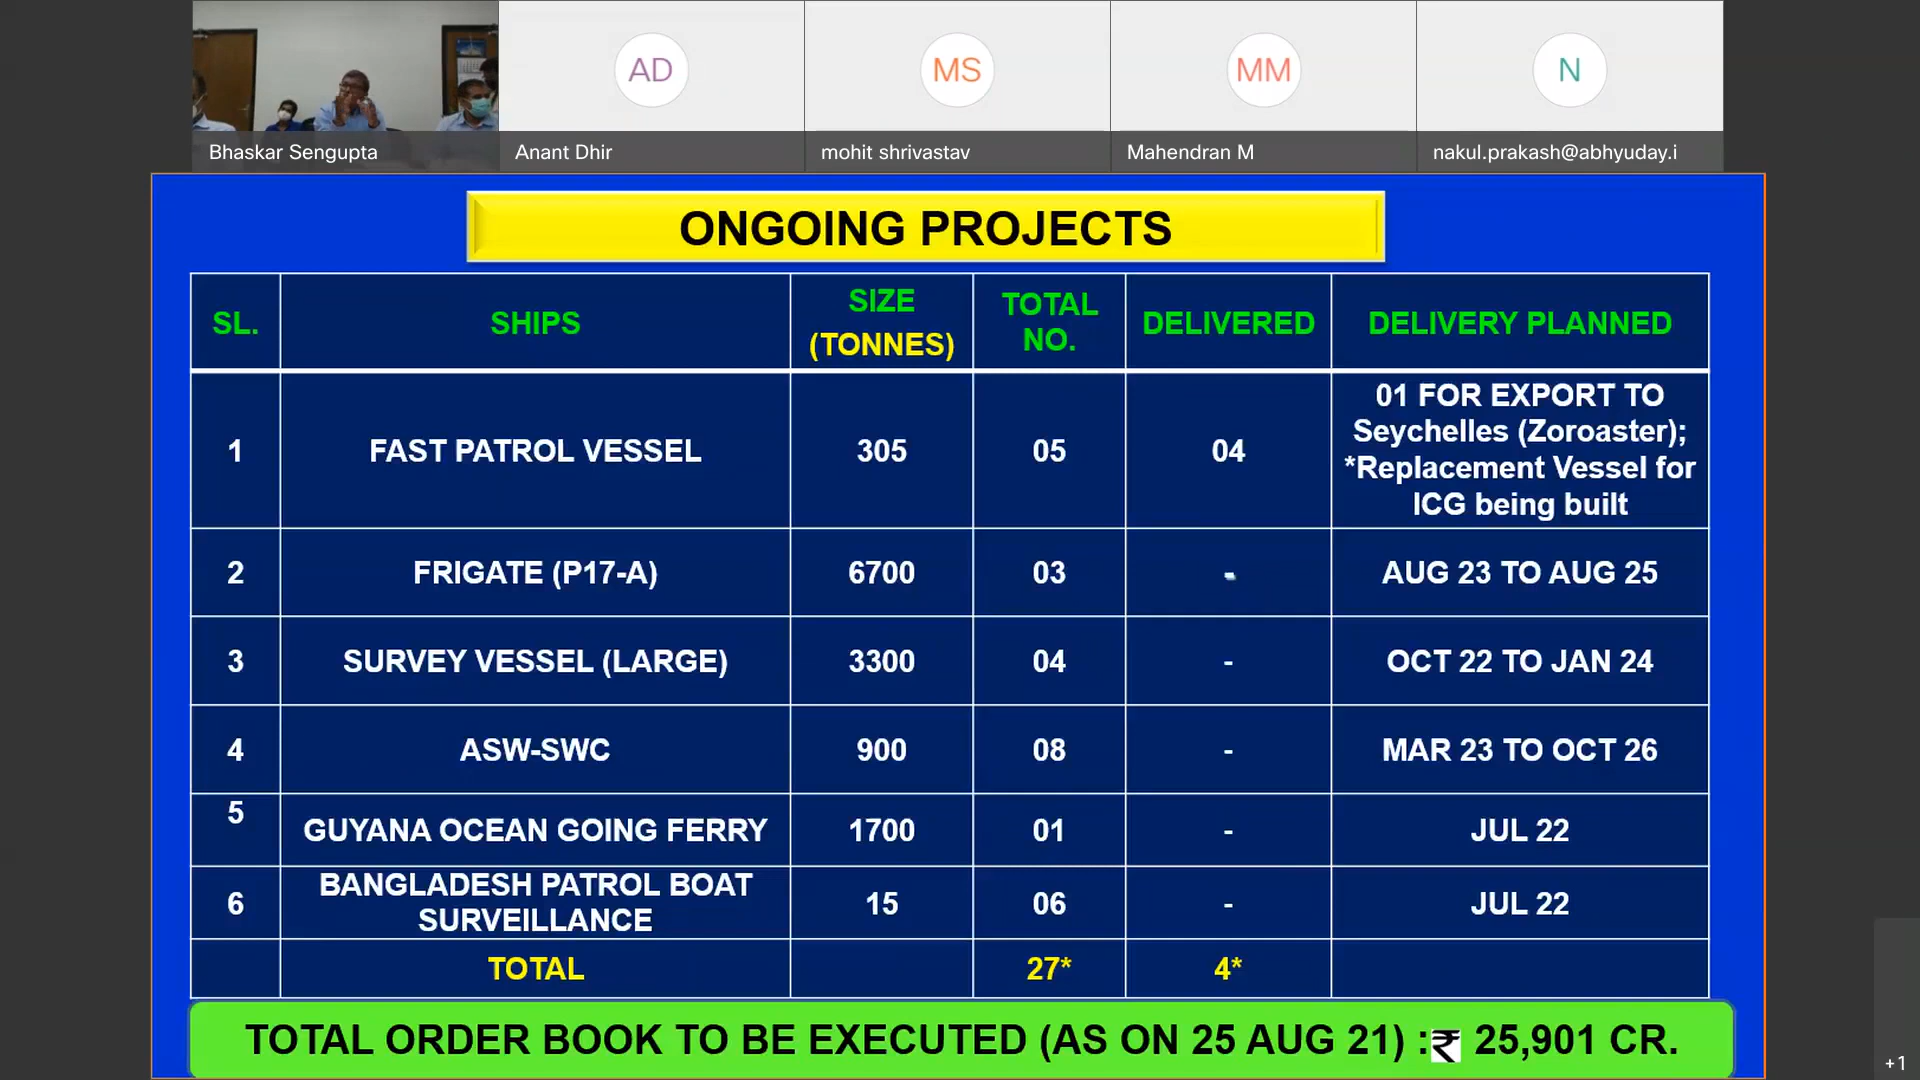 AD
MS
MM
N
Bhaskar Sengupta
Anant Dhir
mohit shrivastav
Mahendran M
nakul.prakash@abhyuday.i
ONGOING PROJECTS
SL.
SHIPS
SIZE
(TONNES)
TOTAL
NO.
DELIVERED
DELIVERY PLANNED
1
FAST PATROL VESSEL
305
05
04
01 FOR EXPORT TO
Seychelles (Zoroaster);
*Replacement Vessel for
ICG being built
2
FRIGATE (P17-A)
6700
03
-
AUG 23 TO AUG 25
3
SURVEY VESSEL (LARGE)
3300
04
-
OCT 22 TO JAN 24
4
ASW-SWC
900
08
-
MAR 23 TO OCT 26
5
GUYANA OCEAN GOING FERRY
1700
01
-
JUL 22
6
BANGLADESH PATROL BOAT
SURVEILLANCE
15
06
-
JUL 22
TOTAL
27*
4*
TOTAL ORDER BOOK TO BE EXECUTED (AS ON 25 AUG 21) :₹ 25,901 CR.
+1